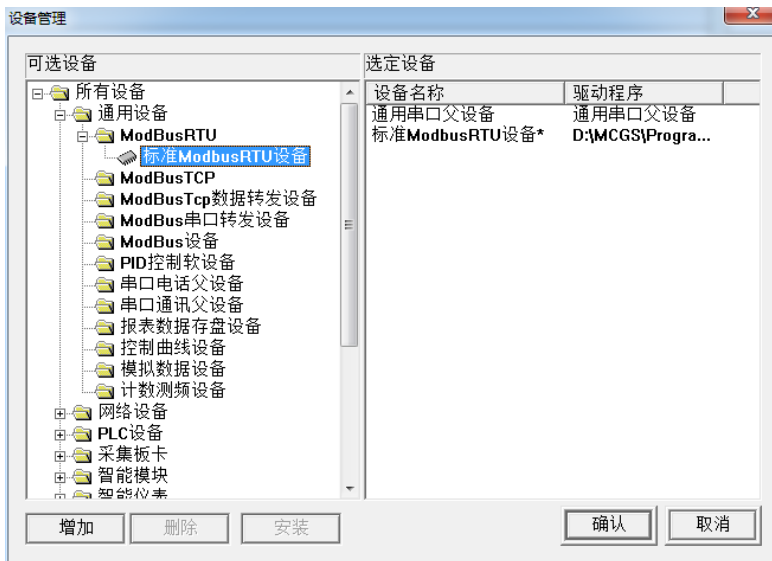 设备管理
可选设备
所有设备
通用设备
ModBusRTU
标准ModbusRTU设备
ModBusTCP
ModBusTcp数据转发设备
ModBus串口转发设备
ModBus设备
PID控制软设备
串口电话父设备
串口通讯父设备
报表数据存盘设备
控制曲线设备
模拟数据设备
计数测频设备
网络设备
PLC设备
采集板卡
智能模块
智能仪表
选定设备
设备名称 驱动程序
通用串口父设备 通用串口父设备
标准ModbusRTU设备* D:\MCGS\Progra...
增加 删除 安装 确认 取消